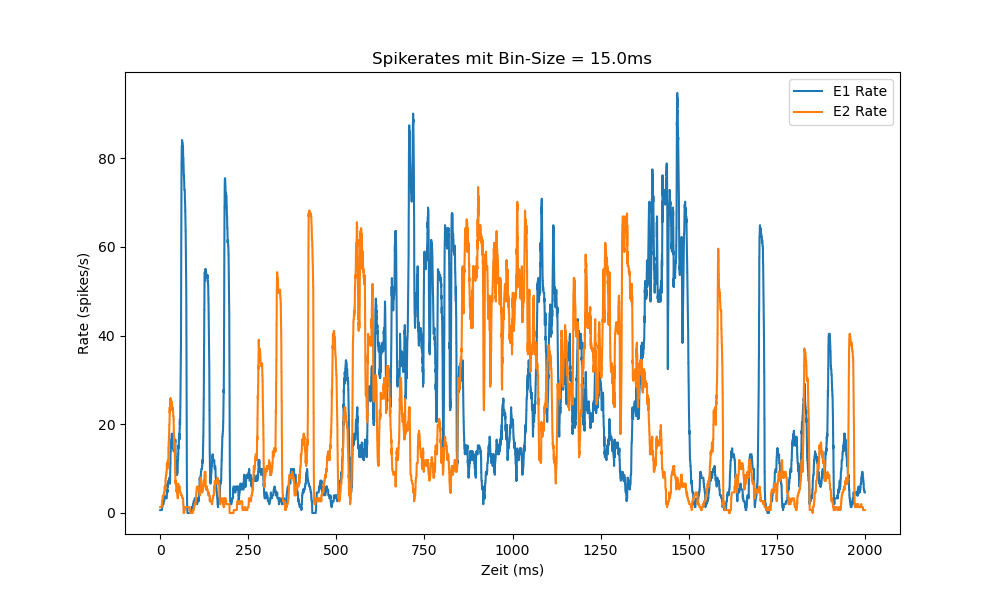 Spikerates mit Bin-Size = 15.0ms
E1 Rate
E2 Rate
Rate (spikes/s)
80
60
40
20
0
0 250 500 750 1000 1250 1500 1750 2000
Zeit (ms)